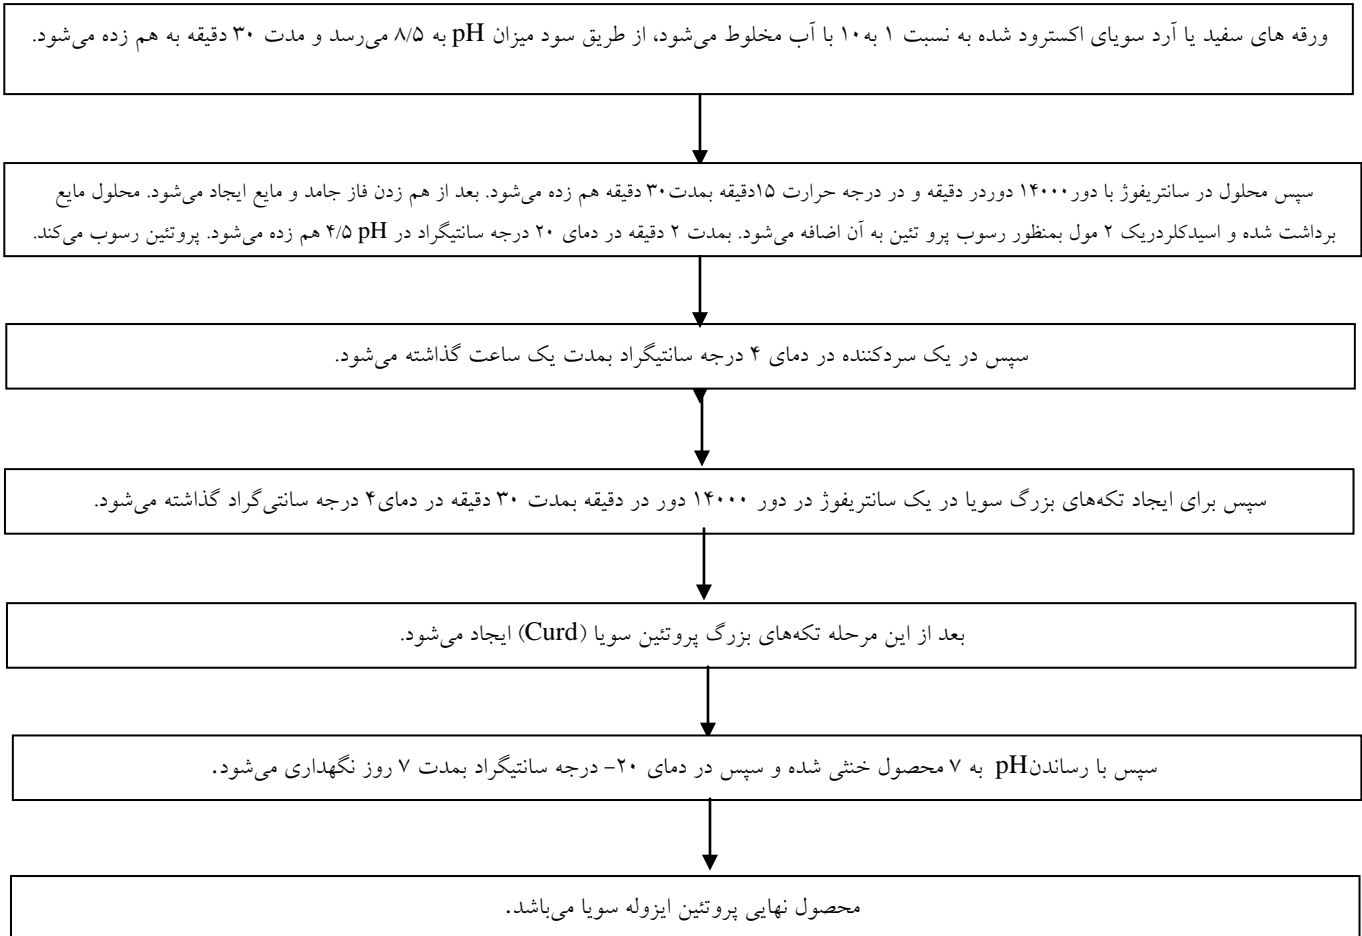 ورقه های سفید یا آرد سویای اکسترود شده به نسبت ۱ به۱۰ با آب مخلوط می‌شود، از طریق سود میزان pH به ۸/۵ می‌رسد و مدت ۳۰ دقیقه به هم زده می‌شود.
سپس محلول در سانتریفوژ با دور۱۴۰۰۰ دوردر دقیقه و در درجه حرارت ۱۵دقیقه بمدت۳۰ دقیقه هم زده می‌شود. بعد از هم زدن فاز جامد و مایع ایجاد می‌شود. محلول مایع
برداشت شده و اسیدکلردریک ۲ مول بمنظور رسوب پرو تئین به آن اضافه می‌شود. بمدت ۲ دقیقه در دمای ۲۰ درجه سانتیگراد در pH ۴/۵ هم زده می‌شود. پروتئین رسوب می‌کند.
سپس در یک سردکننده در دمای ۴ درجه سانتیگراد بمدت یک ساعت گذاشته می‌شود.
سپس برای ایجاد تکه‌های بزرگ سویا در یک سانتریفوژ در دور ۱۴۰۰۰ دور در دقیقه بمدت ۳۰ دقیقه در دمای۴ درجه سانتی‌گراد گذاشته می‌شود.
بعد از این مرحله تکه‌های بزرگ پروتئین سویا (Curd) ایجاد می‌شود.
سپس با رساندنpH به ۷ محصول خنثی شده و سپس در دمای ۲۰- درجه سانتیگراد بمدت ۷ روز نگهداری می‌شود.
محصول نهایی پروتئین ایزوله سویا می‌باشد.